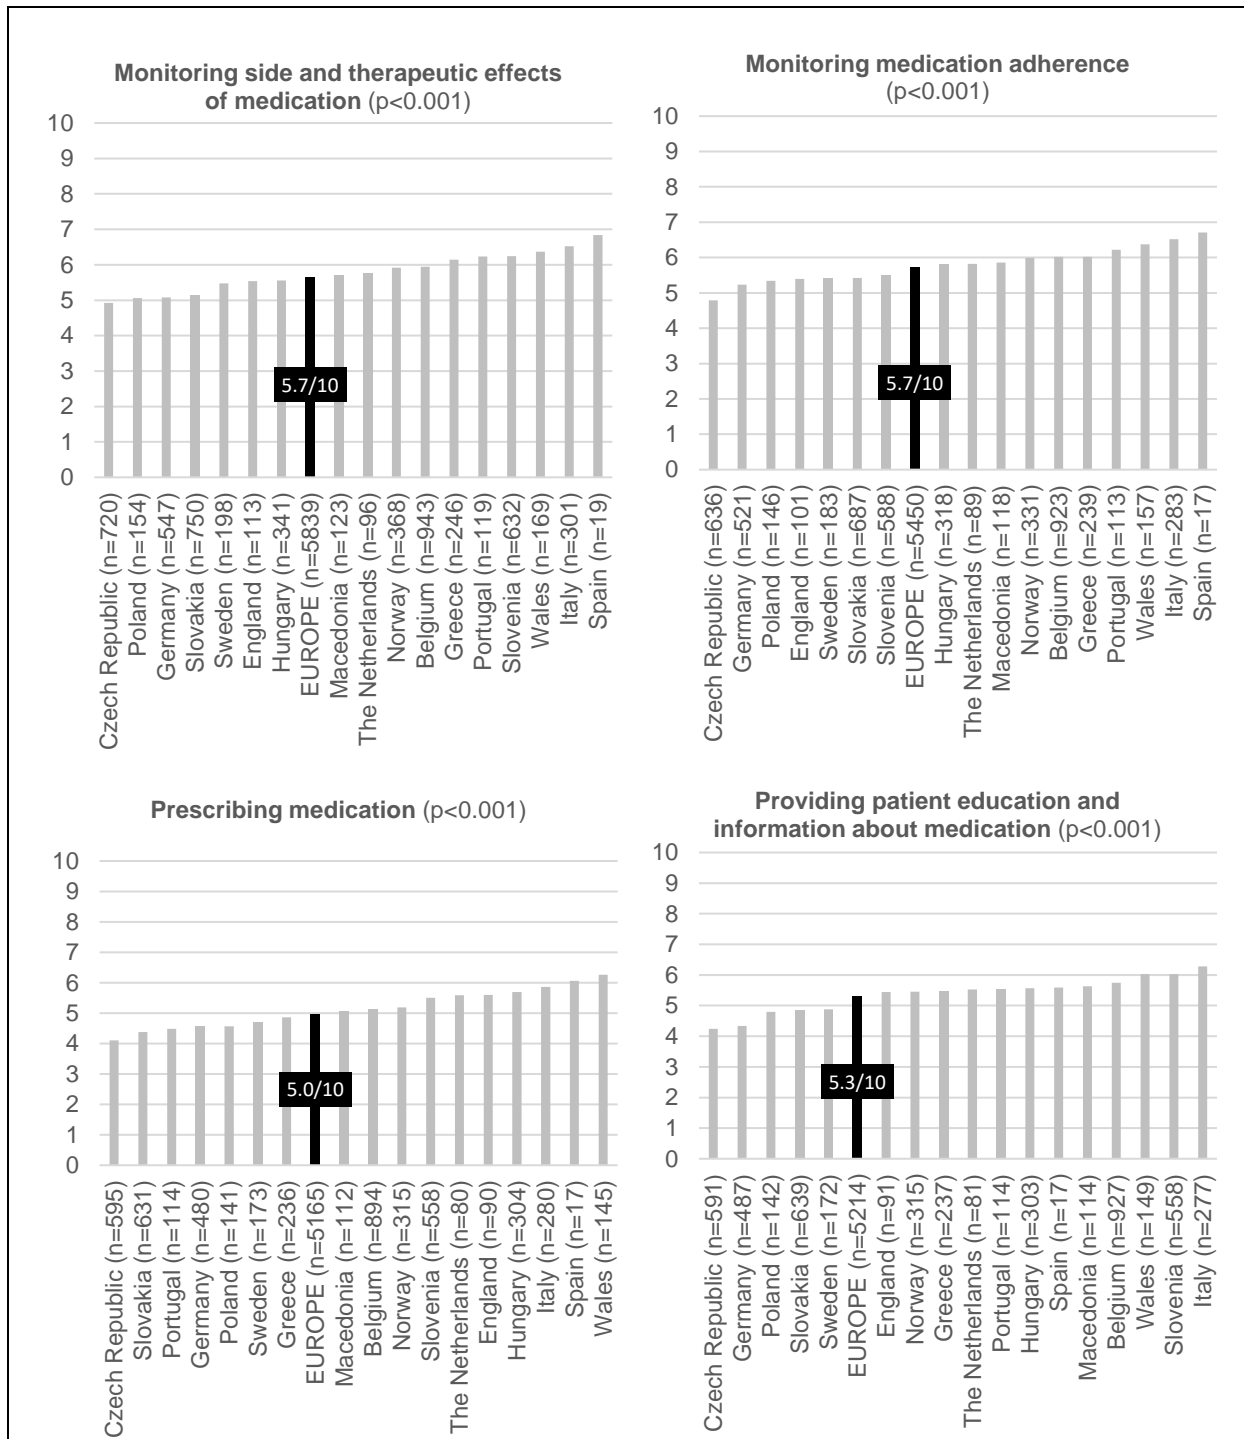 Monitoring side and therapeutic effects
of medication (p<0.001)
10
9
8
7
6
5
4
3
2
1
0
5.7/10
Czech Republic (n=720)
Poland (n=154)
Germany (n=547)
Slovakia (n=750)
Sweden (n=198)
England (n=113)
Hungary (n=341)
EUROPE (n=5839)
Macedonia (n=123)
The Netherlands (n=96)
Norway (n=368)
Belgium (n=943)
Greece (n=246)
Portugal (n=119)
Slovenia (n=632)
Wales (n=169)
Italy (n=301)
Spain (n=19)
Monitoring medication adherence
(p<0.001)
10
9
8
7
6
5
4
3
2
1
0
5.7/10
Czech Republic (n=636)
Germany (n=521)
Poland (n=146)
England (n=101)
Sweden (n=183)
Slovakia (n=687)
Slovenia (n=588)
EUROPE (n=5450)
Hungary (n=318)
The Netherlands (n=89)
Macedonia (n=118)
Norway (n=331)
Belgium (n=923)
Greece (n=239)
Portugal (n=113)
Wales (n=157)
Italy (n=283)
Spain (n=17)
Prescribing medication (p<0.001)
10
9
8
7
6
5
4
3
2
1
0
5.0/10
Czech Republic (n=595)
Slovakia (n=631)
Portugal (n=114)
Germany (n=480)
Poland (n=141)
Sweden (n=173)
Greece (n=236)
EUROPE (n=5165)
Macedonia (n=112)
Belgium (n=894)
Norway (n=315)
Slovenia (n=558)
The Netherlands (n=80)
England (n=90)
Hungary (n=304)
Italy (n=280)
Spain (n=17)
Wales (n=145)
Providing patient education and
information about medication (p<0.001)
10
9
8
7
6
5
4
3
2
1
0
5.3/10
Czech Republic (n=591)
Germany (n=487)
Poland (n=142)
Slovakia (n=639)
Sweden (n=172)
EUROPE (n=5214)
England (n=91)
Norway (n=315)
Greece (n=237)
The Netherlands (n=81)
Portugal (n=114)
Hungary (n=303)
Spain (n=17)
Macedonia (n=114)
Belgium (n=927)
Wales (n=149)
Slovenia (n=558)
Italy (n=277)